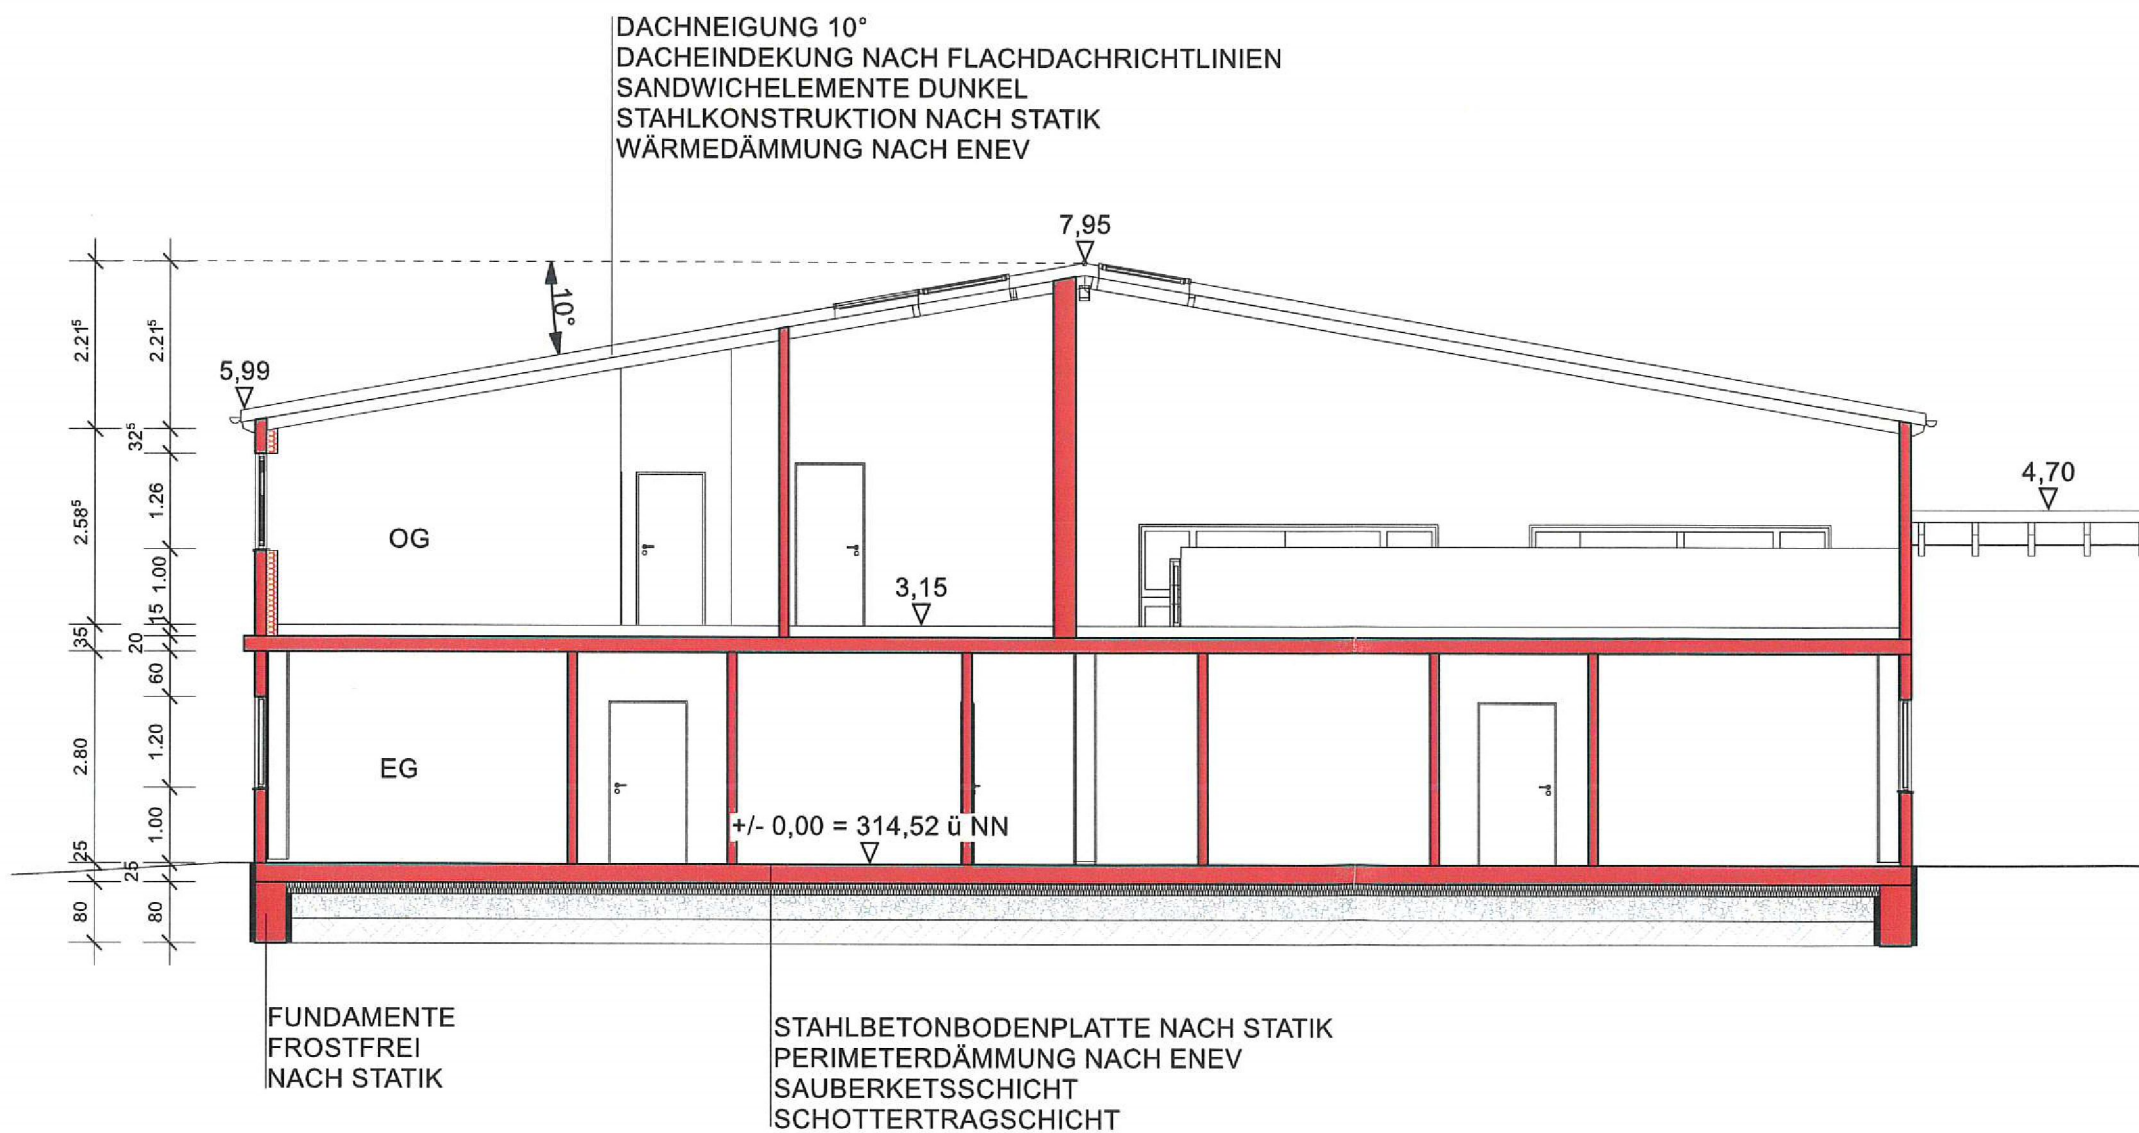 DACHNEIGUNG 10°
DACHEINDEKUNG NACH FLACHDACHRICHTLINIEN
SANDWICHELEMENTE DUNKEL
STAHLKONSTRUKTION NACH STATIK
WÄRMEDÄMMUNG NACH ENEV
7,95
10°
5,99
4,70
OG
3,15
EG
+/- 0,00 = 314,52 ü NN
2.21⁵
2.58⁵
35
2.80
25
80
2.21⁵
32⁵
1.26
1.00
15
20
60
1.20
1.00
25
80
FUNDAMENTE
FROSTFREI
NACH STATIK
STAHLBETONBODENPLATTE NACH STATIK
PERIMETERDÄMMUNG NACH ENEV
SAUBERKETSSCHICHT
SCHOTTERTRAGSCHICHT